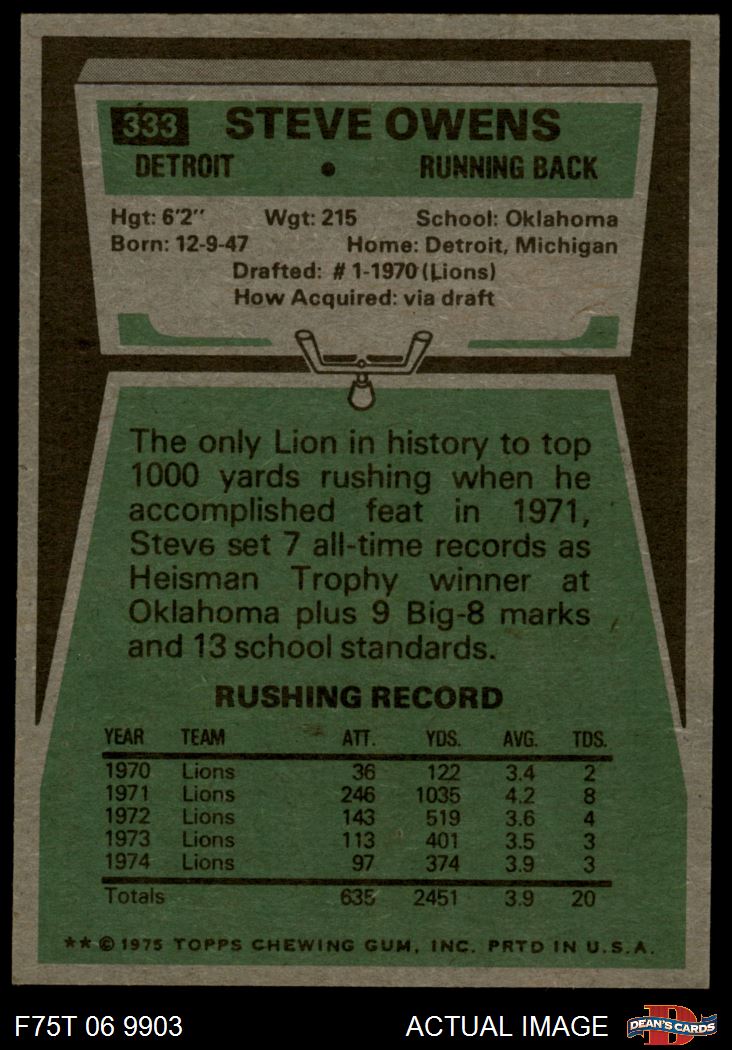 333 STEVE OWENS
DETROIT • RUNNING BACK
Hgt: 6'2" Wgt: 215 School: Oklahoma
Born: 12-9-47 Home: Detroit, Michigan
Drafted: # 1-1970 (Lions)
How Acquired: via draft
The only Lion in history to top
1000 yards rushing when he
accomplished feat in 1971,
Steve set 7 all-time records as
Heisman Trophy winner at
Oklahoma plus 9 Big-8 marks
and 13 school standards.
RUSHING RECORD
YEAR TEAM ATT. YDS. AVG. TDS.
1970 Lions 36 122 3.4 2
1971 Lions 246 1035 4.2 8
1972 Lions 143 519 3.6 4
1973 Lions 113 401 3.5 3
1974 Lions 97 374 3.9 3
Totals 635 2451 3.9 20
** © 1975 TOPPS CHEWING GUM, INC. PRTD IN U.S.A.
F75T 06 9903 ACTUAL IMAGE D DEAN'S CARDS